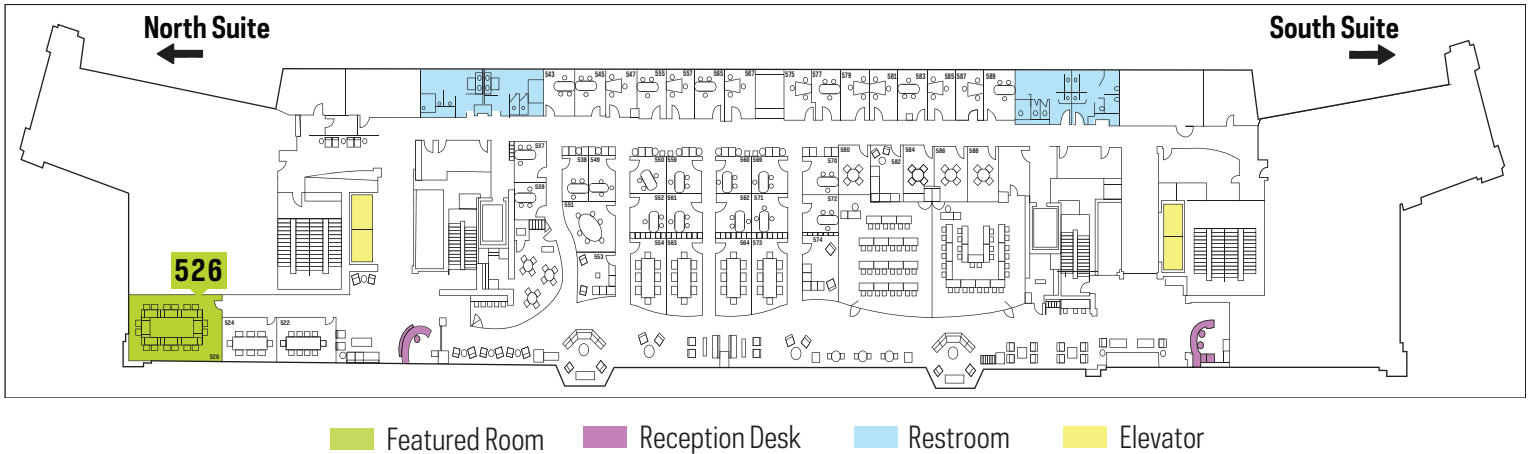 North Suite
South Suite
543 545 547 555 557 565 567 575 577 579 581 583 585 587 589
537 538 549 550 559 560 569 570 580 582 584 586 588
539 552 561 562 571 572
551
553 554 563 564 573 574
526
524 522
526
Featured Room
Reception Desk
Restroom
Elevator